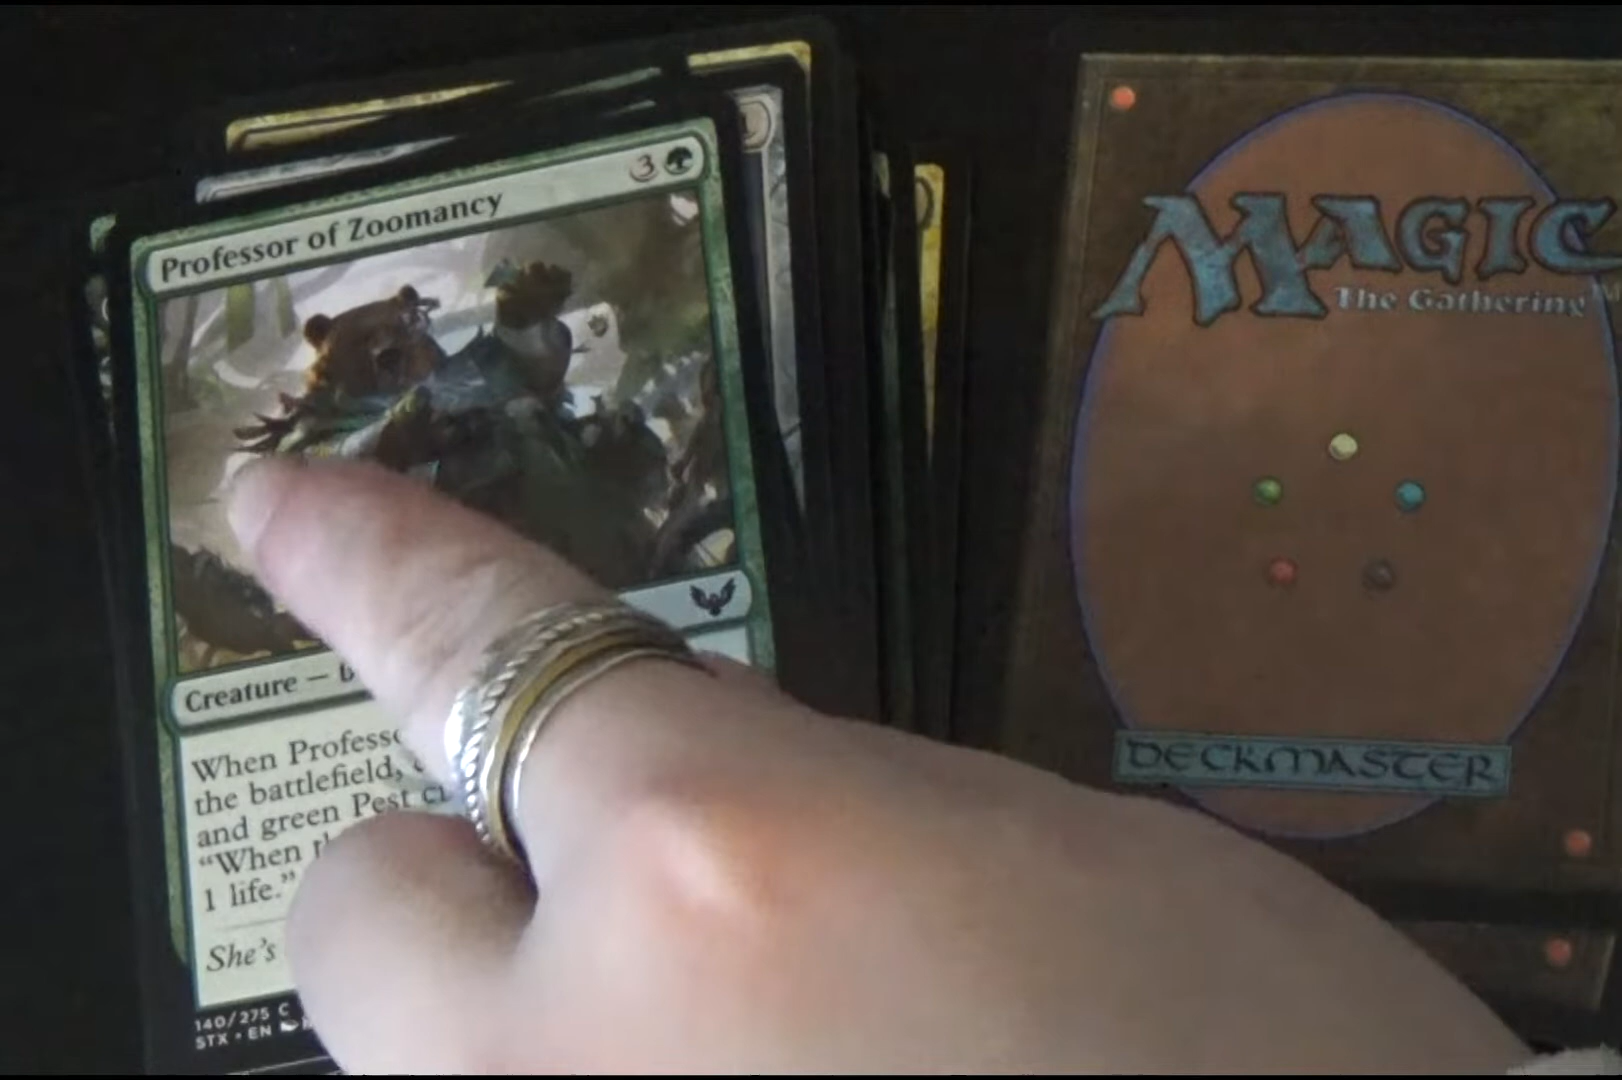 Professor of Zoomancy
3
Creature —
When
the battlefield,
and green Pest
"When
1 life."
She's
140/275 C
STX • EN
MAGIC
The Gathering
DECKMASTER